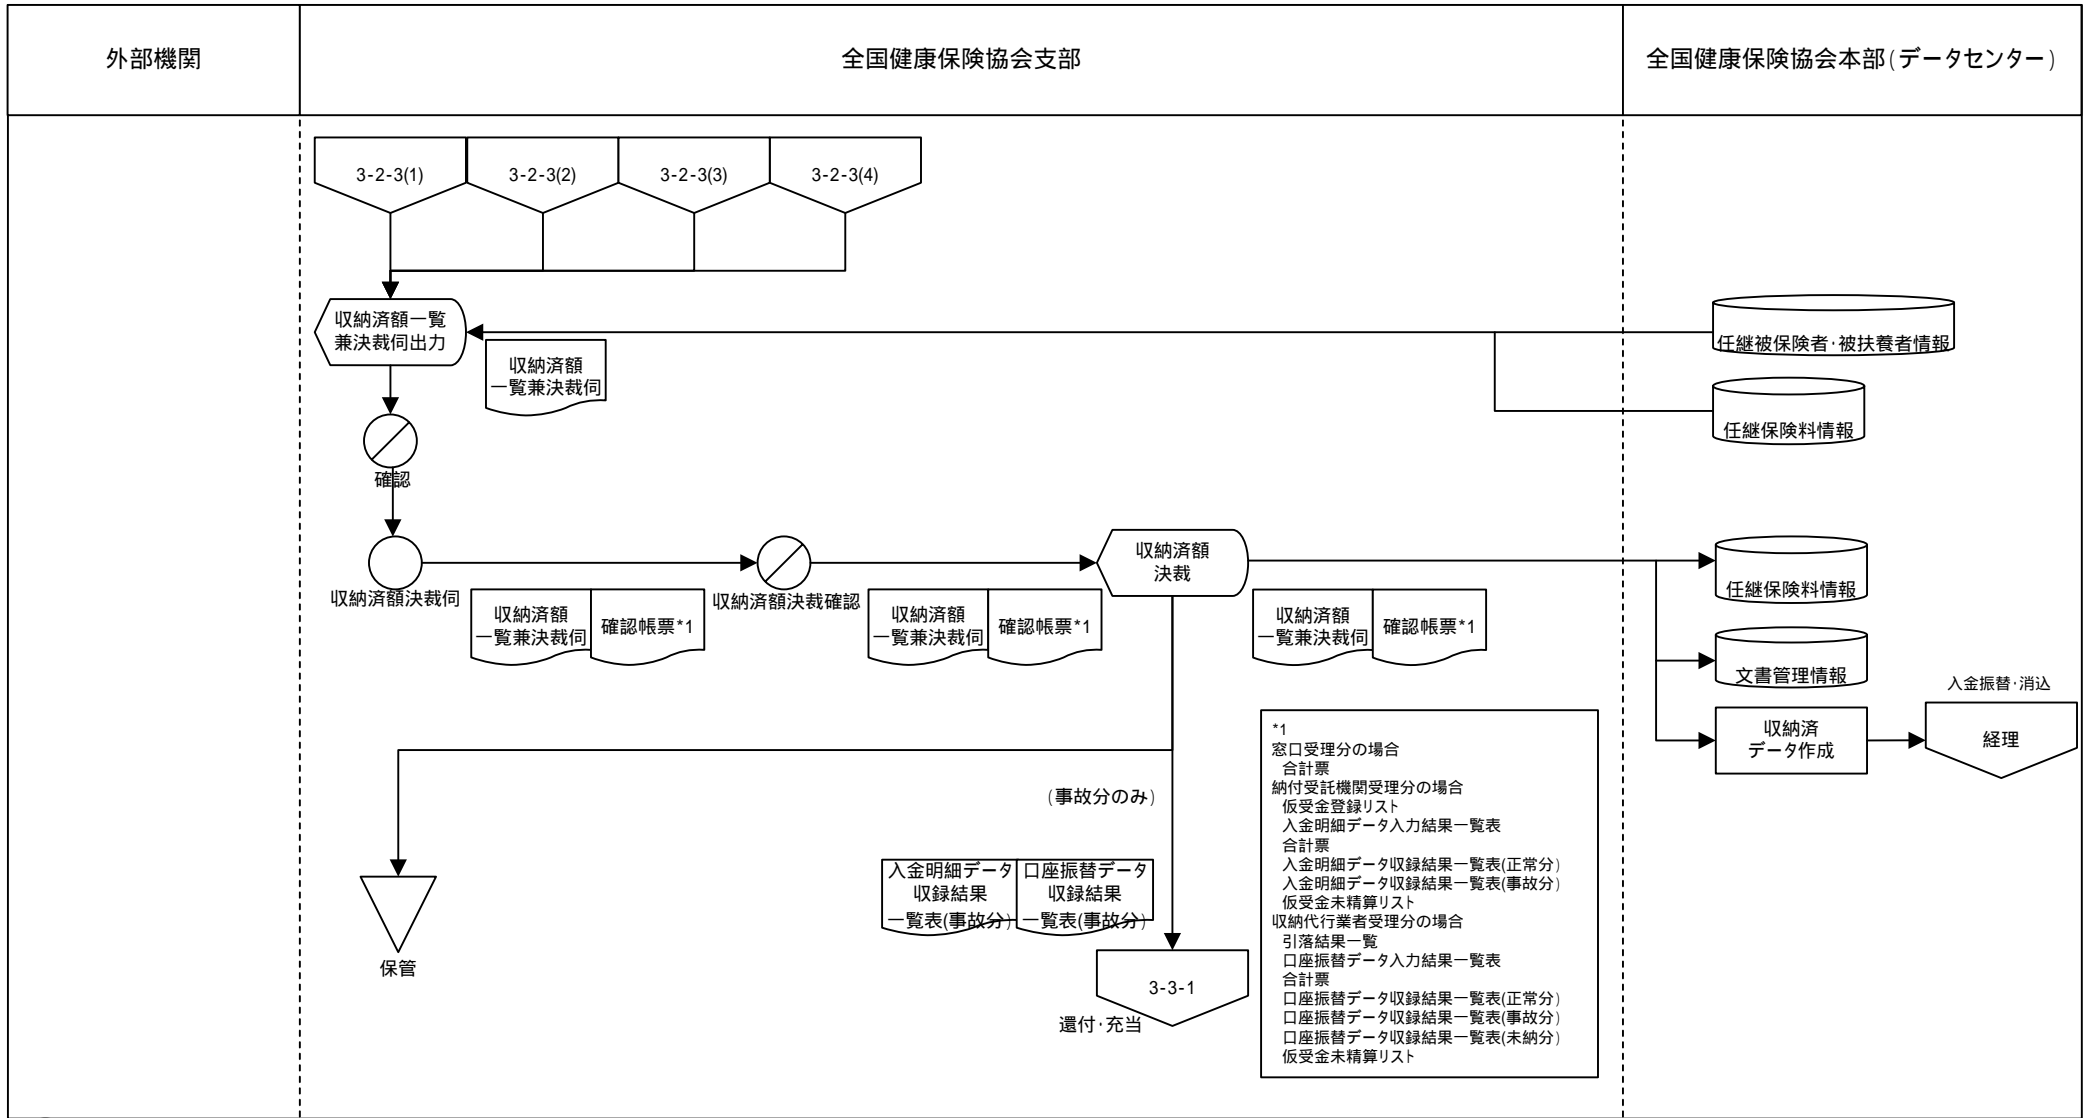 外部機関
全国健康保険協会支部
全国健康保険協会本部(データセンター)
3-2-3(1)
3-2-3(2)
3-2-3(3)
3-2-3(4)
収納済額一覧
兼決裁伺出力
収納済額
一覧兼決裁伺
任継被保険者・被扶養者情報
任継保険料情報
確認
収納済額決裁伺
収納済額
一覧兼決裁伺
確認帳票*1
収納済額決裁確認
収納済額
一覧兼決裁伺
確認帳票*1
収納済額
決裁
収納済額
一覧兼決裁伺
確認帳票*1
任継保険料情報
文書管理情報
収納済
データ作成
入金振替・消込
経理
(事故分のみ)
入金明細データ
収録結果
一覧表(事故分)
口座振替データ
収録結果
一覧表(事故分)
保管
3-3-1
還付・充当
*1
窓口受理分の場合
合計票
納付受託機関受理分の場合
仮受金登録リスト
入金明細データ入力結果一覧表
合計票
入金明細データ収録結果一覧表(正常分)
入金明細データ収録結果一覧表(事故分)
仮受金未精算リスト
収納代行業者受理分の場合
引落結果一覧
口座振替データ入力結果一覧表
合計票
口座振替データ収録結果一覧表(正常分)
口座振替データ収録結果一覧表(事故分)
口座振替データ収録結果一覧表(未納分)
仮受金未精算リスト